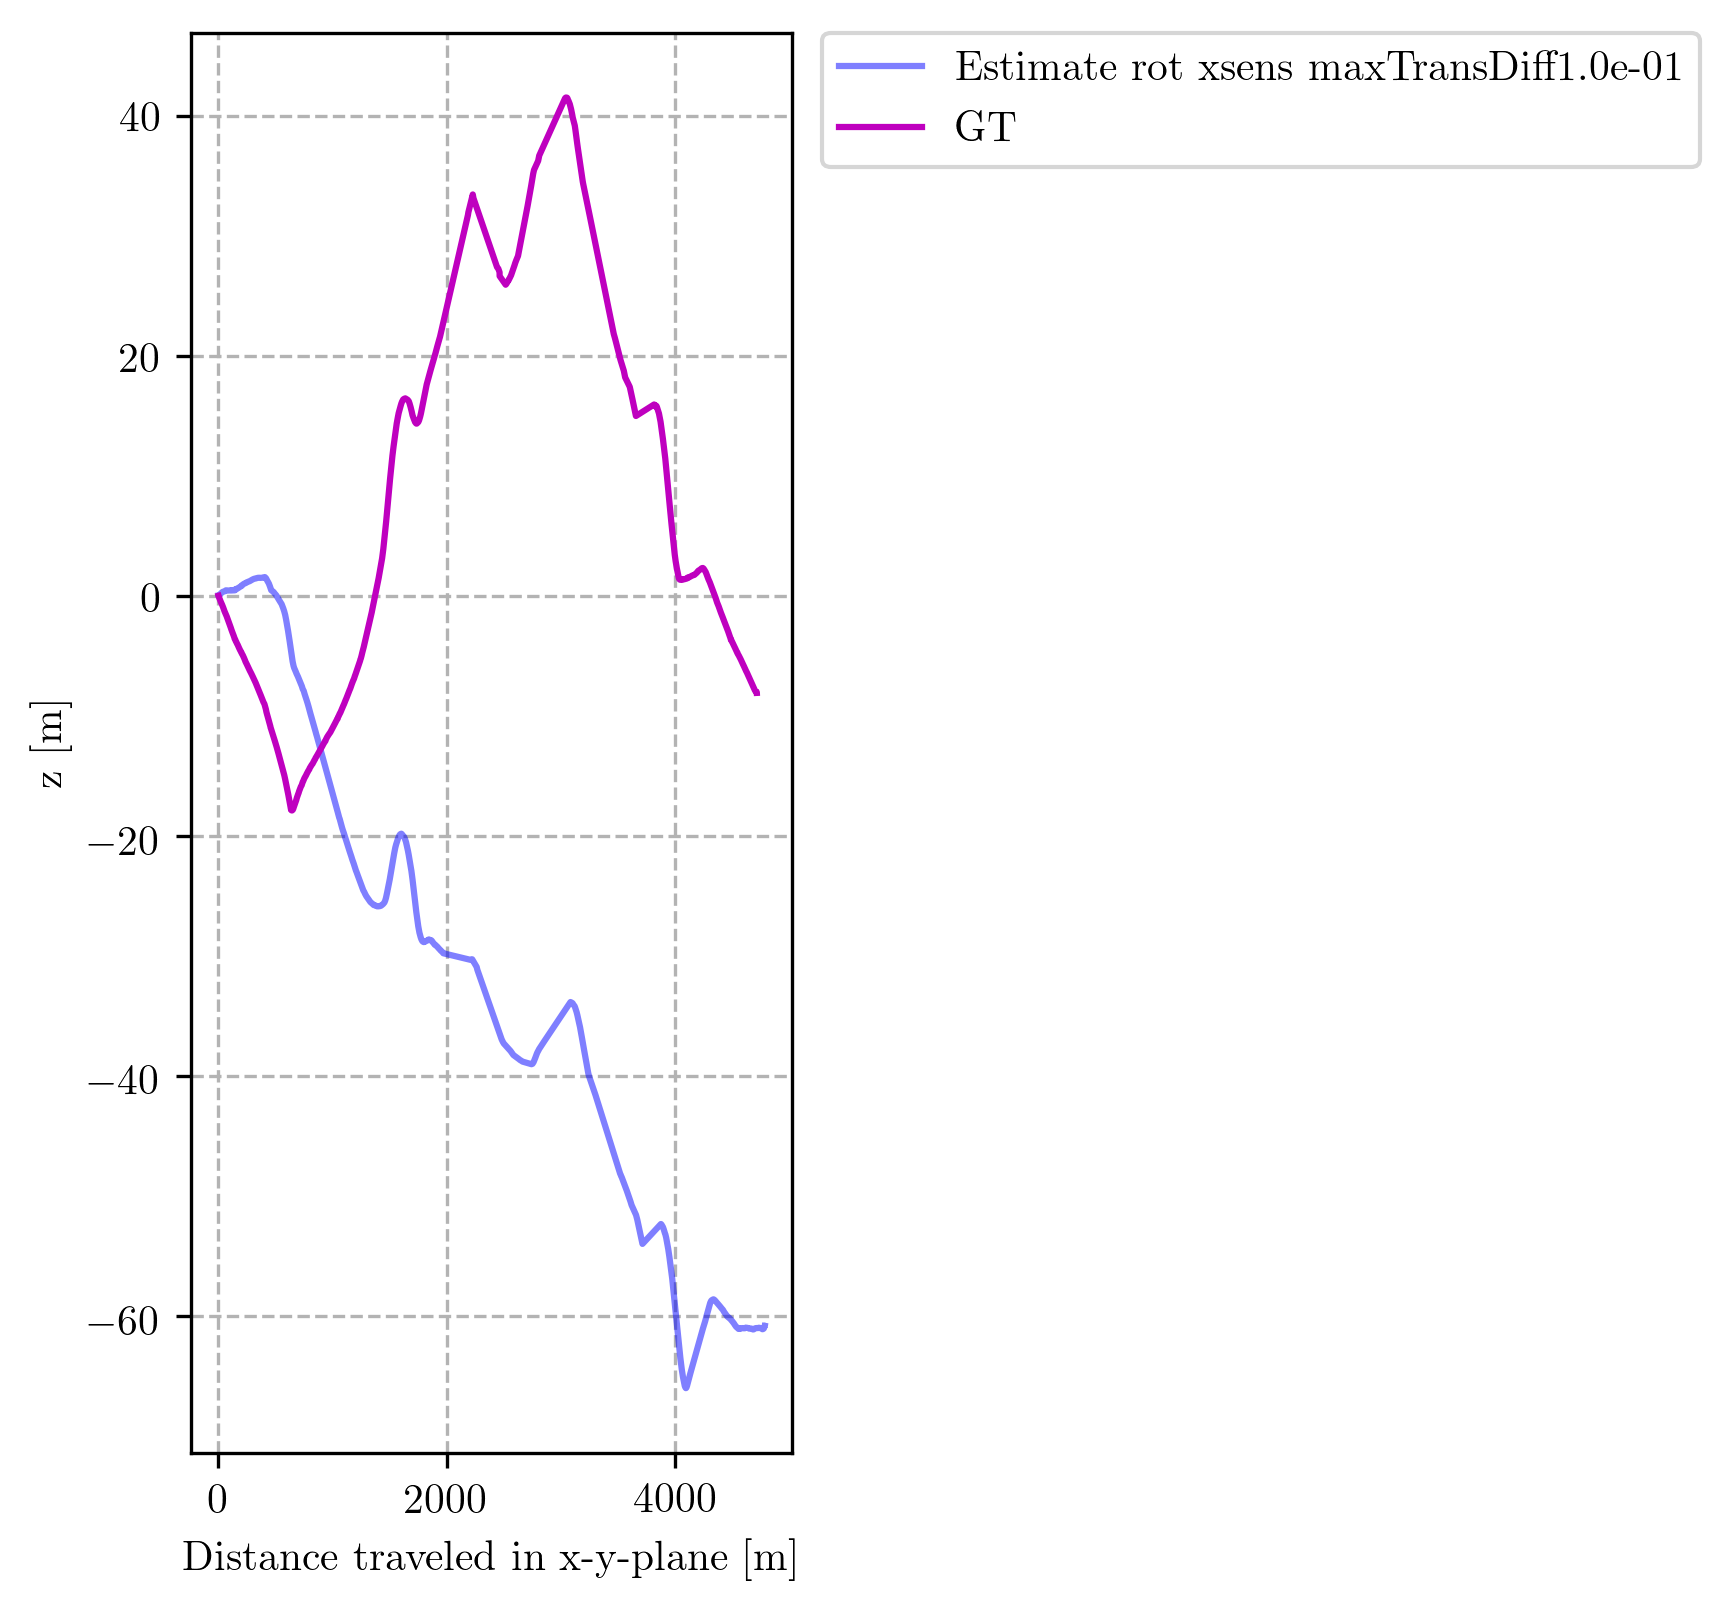 Estimate rot xsens maxTransDiff1.0e-01
GT
40
20
0
−20
−40
−60
z [m]
0 2000 4000
Distance traveled in x-y-plane [m]